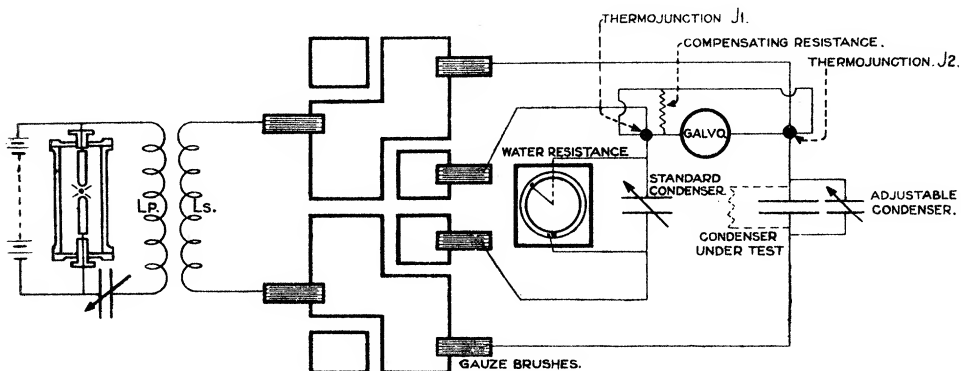 THERMOJUNCTION J1.
COMPENSATING RESISTANCE.
THERMOJUNCTION. J2.
GALVO.
WATER RESISTANCE
STANDARD
CONDENSER.
ADJUSTABLE
CONDENSER.
CONDENSER
UNDER TEST
LP.
LS.
GAUZE BRUSHES.